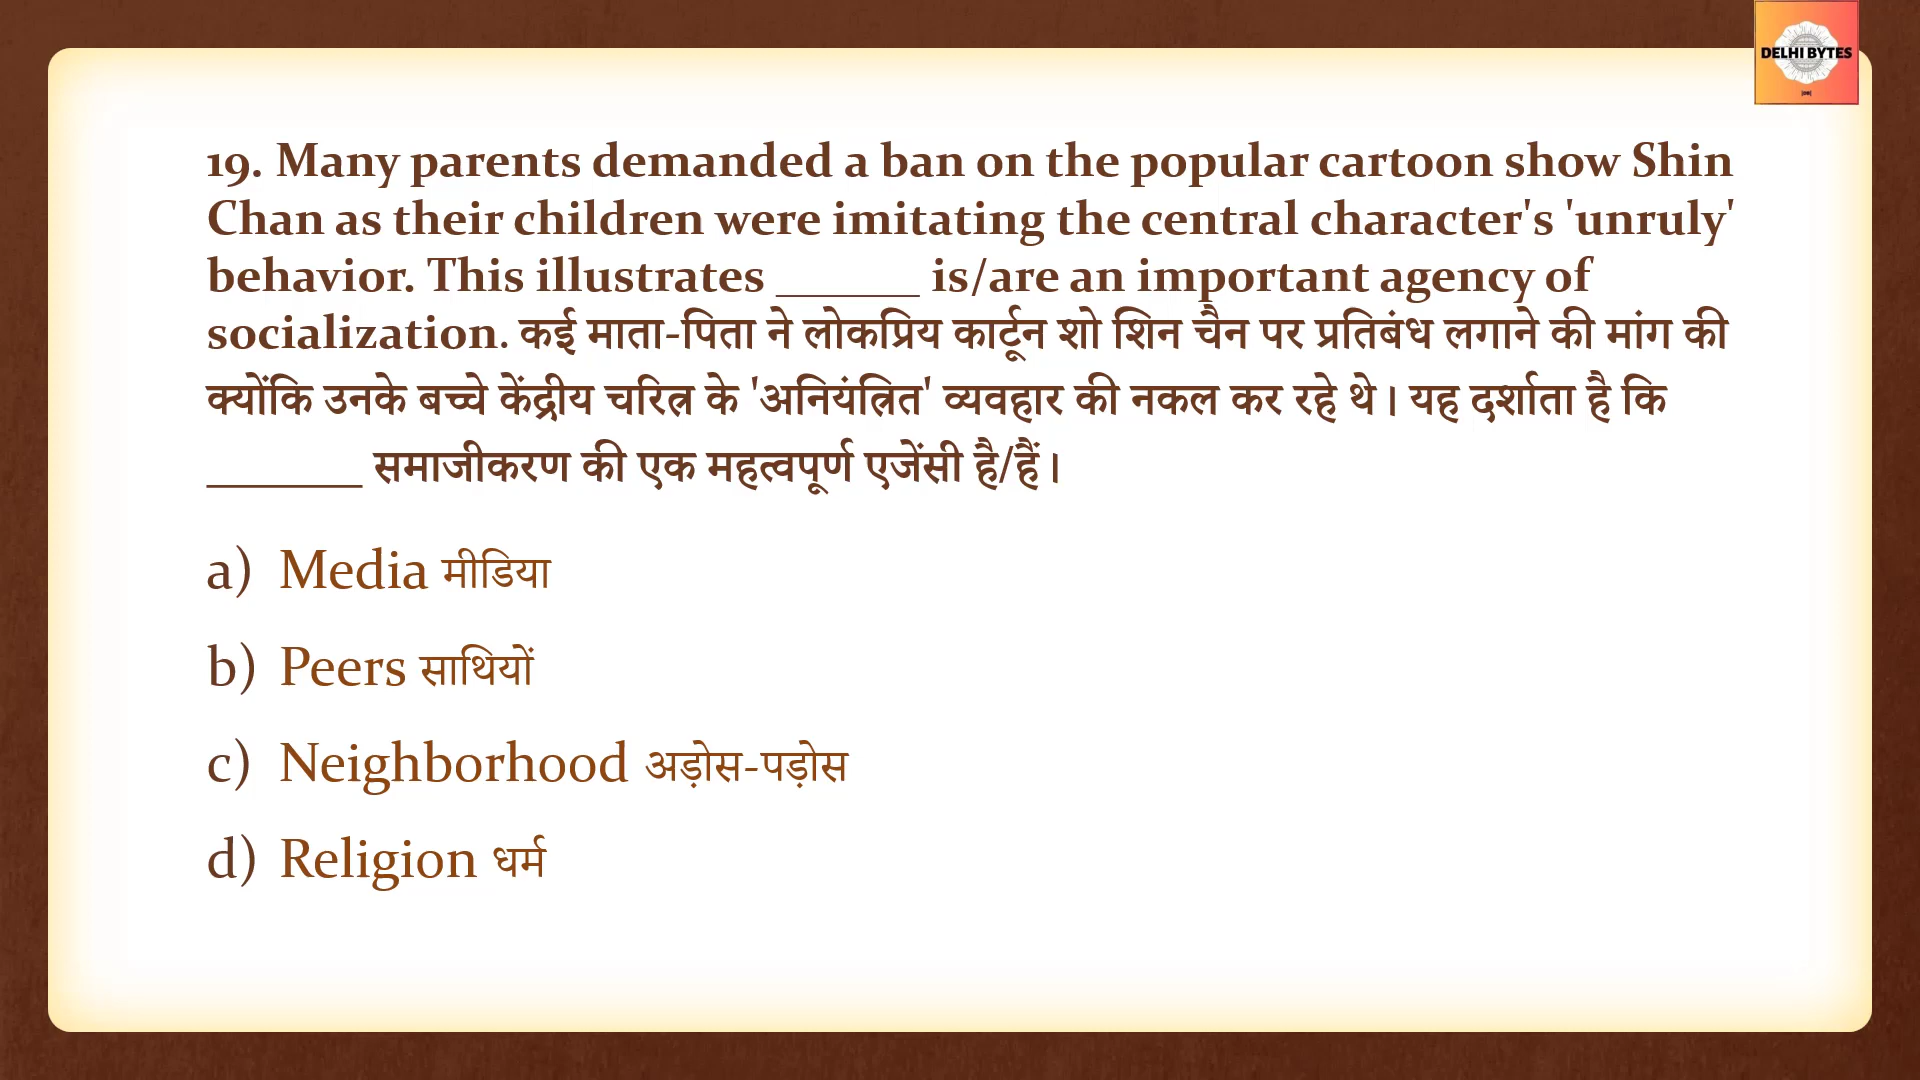 DELHI BYTES
19. Many parents demanded a ban on the popular cartoon show Shin
Chan as their children were imitating the central character's 'unruly'
behavior. This illustrates ______ is/are an important agency of
socialization. कई माता-पिता ने लोकप्रिय कार्टून शो शिन चैन पर प्रतिबंध लगाने की मांग की
क्योंकि उनके बच्चे केंद्रीय चरित्र के 'अनियंत्रित' व्यवहार की नकल कर रहे थे। यह दर्शाता है कि
_______ समाजीकरण की एक महत्वपूर्ण एजेंसी है/हैं।
a) Media मीडिया
b) Peers साथियों
c) Neighborhood अड़ोस-पड़ोस
d) Religion धर्म